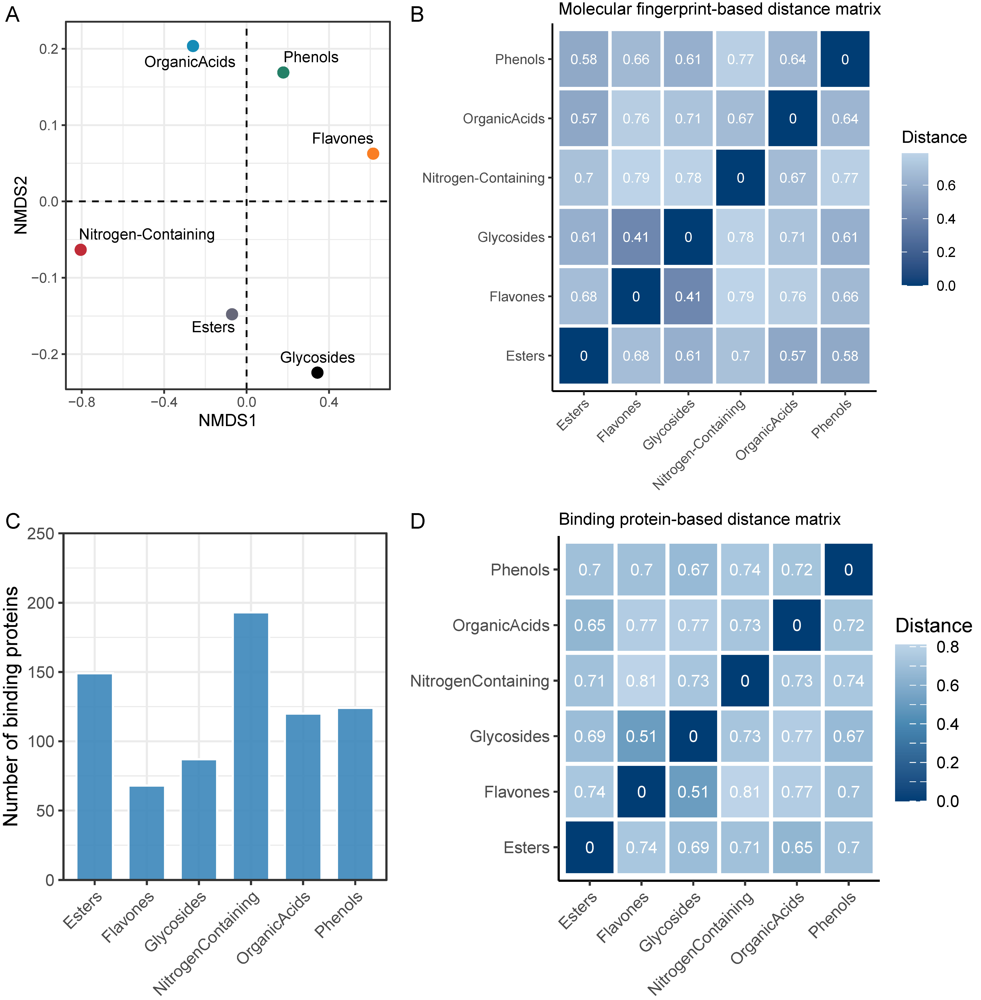 A
0.2
0.1
0.0
−0.1
−0.2
NMDS2
OrganicAcids
Phenols
Flavones
Nitrogen-Containing
Esters
Glycosides
−0.8 −0.4 0.0 0.4
NMDS1
B
Molecular fingerprint-based distance matrix
Phenols 0.58 0.66 0.61 0.77 0.64 0
OrganicAcids 0.57 0.76 0.71 0.67 0 0.64
Nitrogen-Containing 0.7 0.79 0.78 0 0.67 0.77
Glycosides 0.61 0.41 0 0.78 0.71 0.61
Flavones 0.68 0 0.41 0.79 0.76 0.66
Esters 0 0.68 0.61 0.7 0.57 0.58
Esters
Flavones
Glycosides
Nitrogen-Containing
OrganicAcids
Phenols
Distance
0.6
0.4
0.2
0.0
C
250
200
150
100
50
0
Number of binding proteins
Esters
Flavones
Glycosides
NitrogenContaining
OrganicAcids
Phenols
D
Binding protein-based distance matrix
Phenols 0.7 0.7 0.67 0.74 0.72 0
OrganicAcids 0.65 0.77 0.77 0.73 0 0.72
NitrogenContaining 0.71 0.81 0.73 0 0.73 0.74
Glycosides 0.69 0.51 0 0.73 0.77 0.67
Flavones 0.74 0 0.51 0.81 0.77 0.7
Esters 0 0.74 0.69 0.71 0.65 0.7
Esters
Flavones
Glycosides
NitrogenContaining
OrganicAcids
Phenols
Distance
0.8
0.6
0.4
0.2
0.0